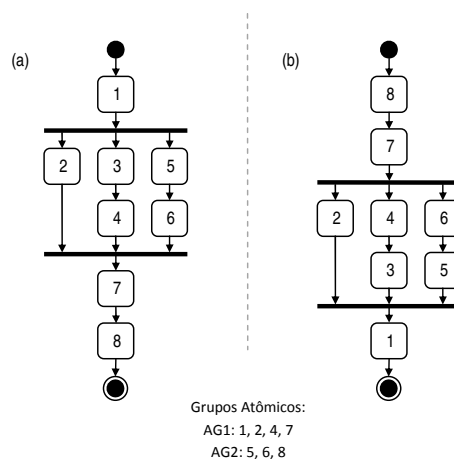 (a)
(b)
1
8
7
2 3 5
2 4 6
4 6
3 5
7
1
8
Grupos Atômicos:
AG1: 1, 2, 4, 7
AG2: 5, 6, 8